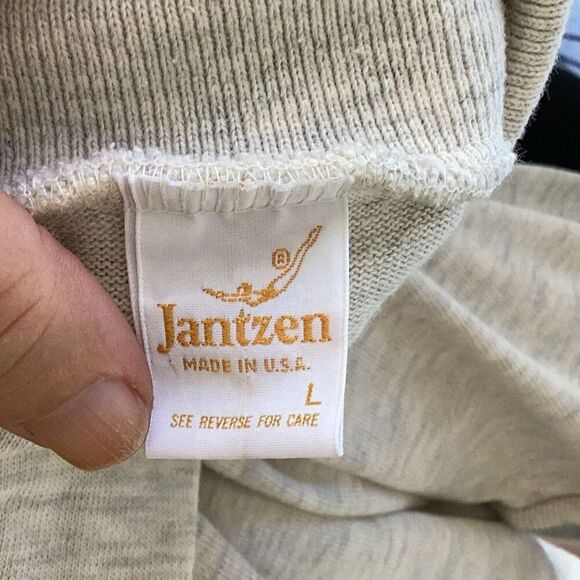 ®
Jantzen
MADE IN U.S.A.
L
SEE REVERSE FOR CARE